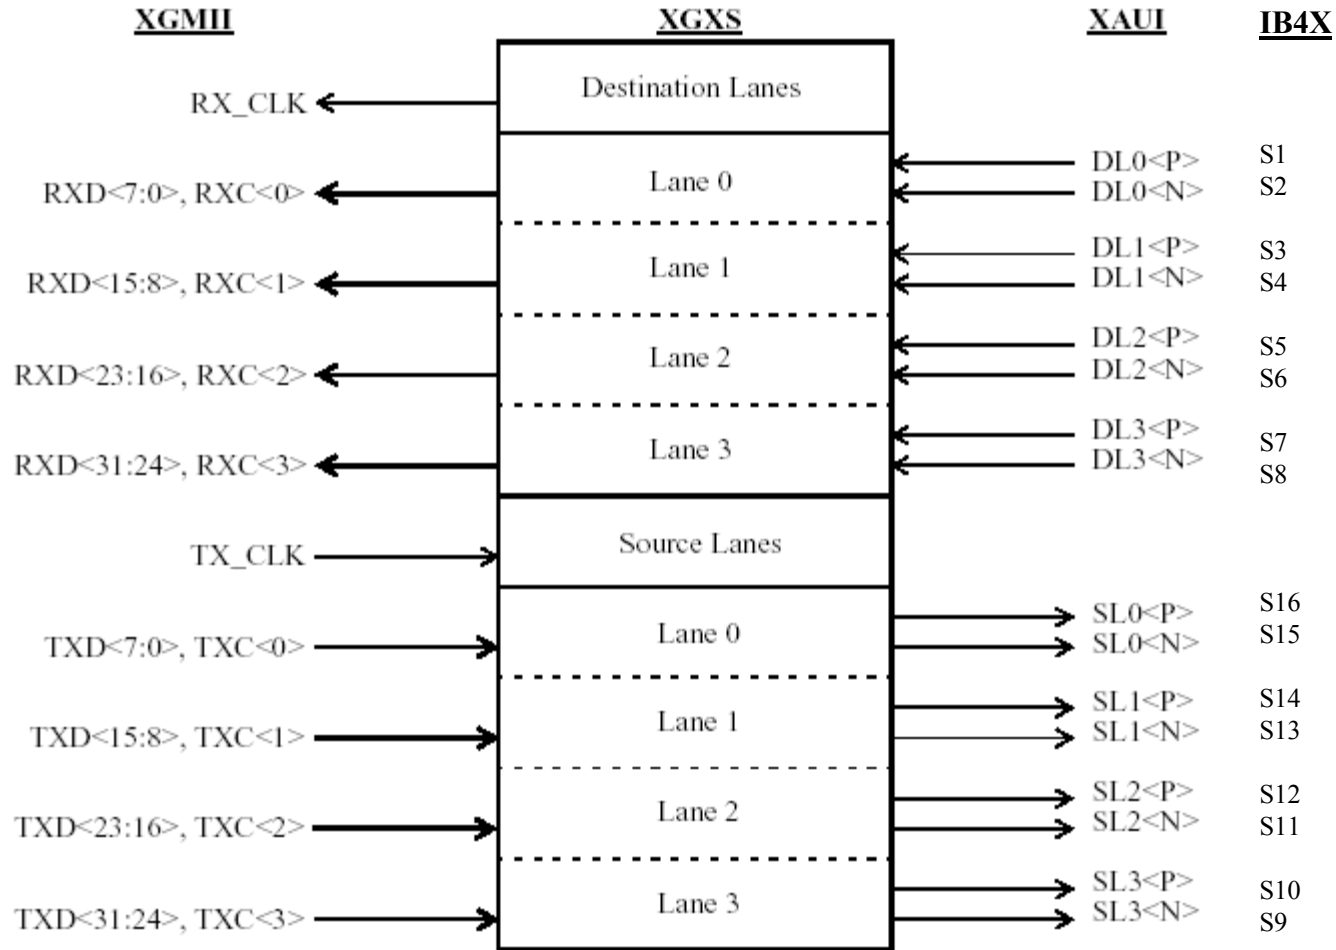 XGMII XGXS XAUI IB4X
Destination Lanes
RX_CLK
Lane 0
DL0<P> S1
DL0<N> S2
RXD<7:0>, RXC<0>
Lane 1
DL1<P> S3
DL1<N> S4
RXD<15:8>, RXC<1>
Lane 2
DL2<P> S5
DL2<N> S6
RXD<23:16>, RXC<2>
Lane 3
DL3<P> S7
DL3<N> S8
RXD<31:24>, RXC<3>
Source Lanes
TX_CLK
Lane 0
SL0<P> S16
SL0<N> S15
TXD<7:0>, TXC<0>
Lane 1
SL1<P> S14
SL1<N> S13
TXD<15:8>, TXC<1>
Lane 2
SL2<P> S12
SL2<N> S11
TXD<23:16>, TXC<2>
Lane 3
SL3<P> S10
SL3<N> S9
TXD<31:24>, TXC<3>